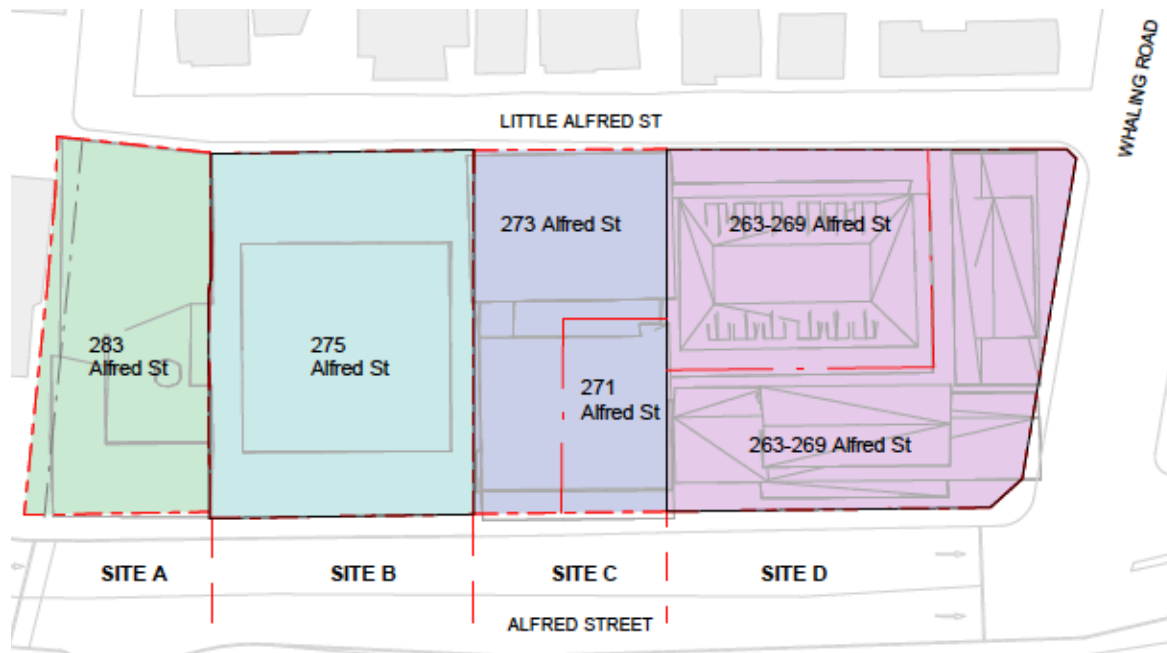 WHALING ROAD
LITTLE ALFRED ST
273 Alfred St
263-269 Alfred St
283
Alfred St
275
Alfred St
271
Alfred St
263-269 Alfred St
SITE A
SITE B
SITE C
SITE D
ALFRED STREET